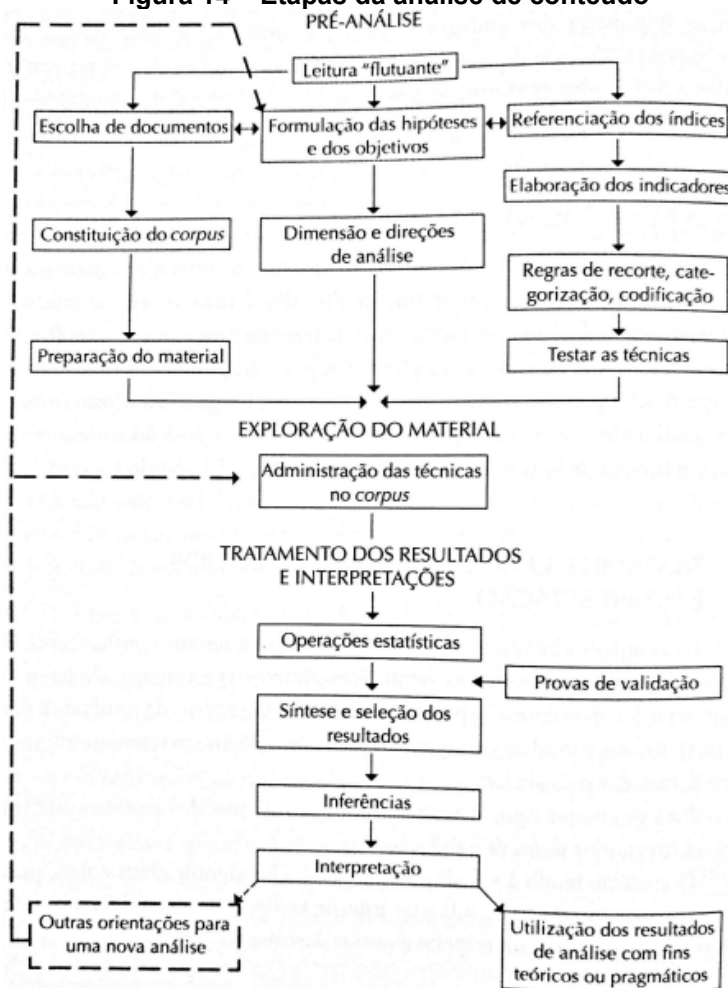 Figura 14 – Etapas da análise de conteúdo
PRÉ-ANÁLISE
Leitura “flutuante”
Escolha de documentos
Formulação das hipóteses
e dos objetivos
Referenciação dos índices
Elaboração dos indicadores
Constituição do corpus
Dimensão e direções
de análise
Regras de recorte, cate-
gorização, codificação
Preparação do material
Testar as técnicas
EXPLORAÇÃO DO MATERIAL
Administração das técnicas
no corpus
TRATAMENTO DOS RESULTADOS
E INTERPRETAÇÕES
Operações estatísticas
Provas de validação
Síntese e seleção dos
resultados
Inferências
Interpretação
Outras orientações para
uma nova análise
Utilização dos resultados
de análise com fins
teóricos ou pragmáticos